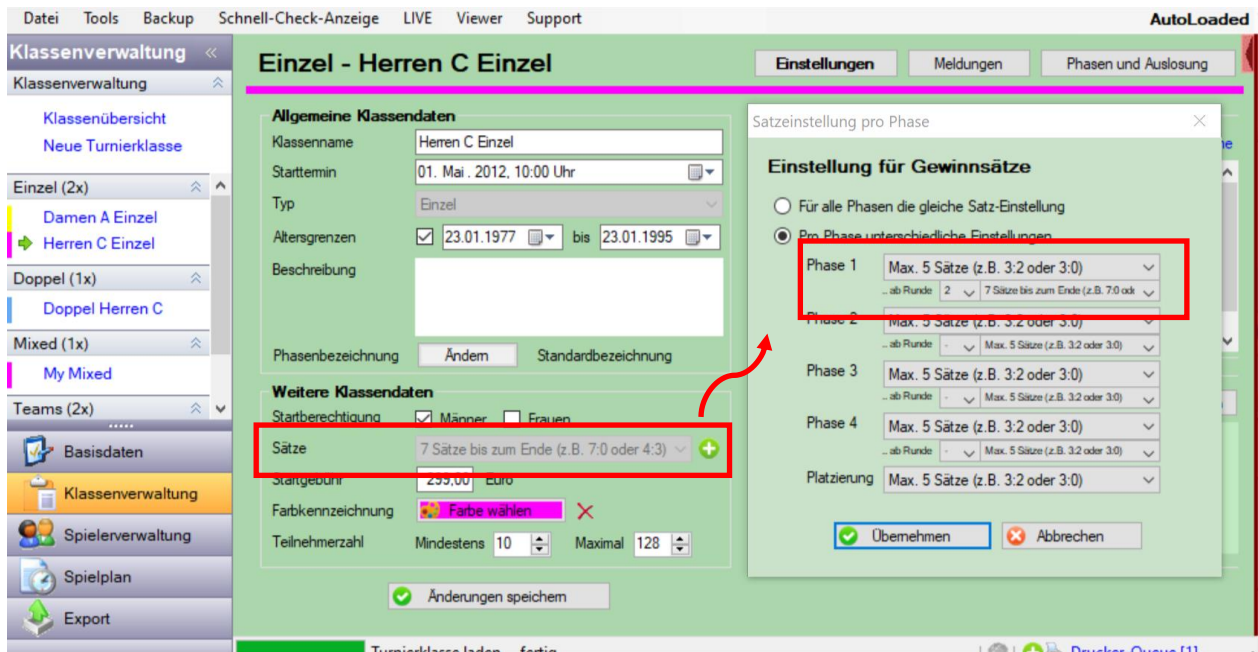 Datei Tools Backup Schnell-Check-Anzeige LIVE Viewer Support AutoLoaded
Klassenverwaltung «
Klassenverwaltung
Klassenübersicht
Neue Turnierklasse
Einzel (2x)
Damen A Einzel
Herren C Einzel
Doppel (1x)
Doppel Herren C
Mixed (1x)
My Mixed
Teams (2x)
Basisdaten
Klassenverwaltung
Spielerverwaltung
Spielplan
Export
Einzel - Herren C Einzel
Einstellungen Meldungen Phasen und Auslosung
Allgemeine Klassendaten
Klassenname Herren C Einzel
Starttermin 01. Mai . 2012, 10:00 Uhr
Typ Einzel
Altersgrenzen 23.01.1977 bis 23.01.1995
Beschreibung
Phasenbezeichnung Ändern Standardbezeichnung
Weitere Klassendaten
Startberechtigung Männer Frauen
Sätze 7 Sätze bis zum Ende (z.B. 7:0 oder 4:3)
Startgebühr 299,00 Euro
Farbkennzeichnung Farbe wählen
Teilnehmerzahl Mindestens 10 Maximal 128
Änderungen speichern
Satzeinstellung pro Phase
Einstellung für Gewinnsätze
Für alle Phasen die gleiche Satz-Einstellung
Pro Phase unterschiedliche Einstellungen
Phase 1 Max. 5 Sätze (z.B. 3:2 oder 3:0)
.. ab Runde 2 7 Sätze bis zum Ende (z.B. 7:0 od
Phase 2 Max. 5 Sätze (z.B. 3:2 oder 3:0)
.. ab Runde - Max. 5 Sätze (z.B. 3:2 oder 3:0)
Phase 3 Max. 5 Sätze (z.B. 3:2 oder 3:0)
.. ab Runde - Max. 5 Sätze (z.B. 3:2 oder 3:0)
Phase 4 Max. 5 Sätze (z.B. 3:2 oder 3:0)
.. ab Runde - Max. 5 Sätze (z.B. 3:2 oder 3:0)
Platzierung Max. 5 Sätze (z.B. 3:2 oder 3:0)
Übernehmen Abbrechen
Turnierklasse laden... fertig
Drucker-Queue [1]